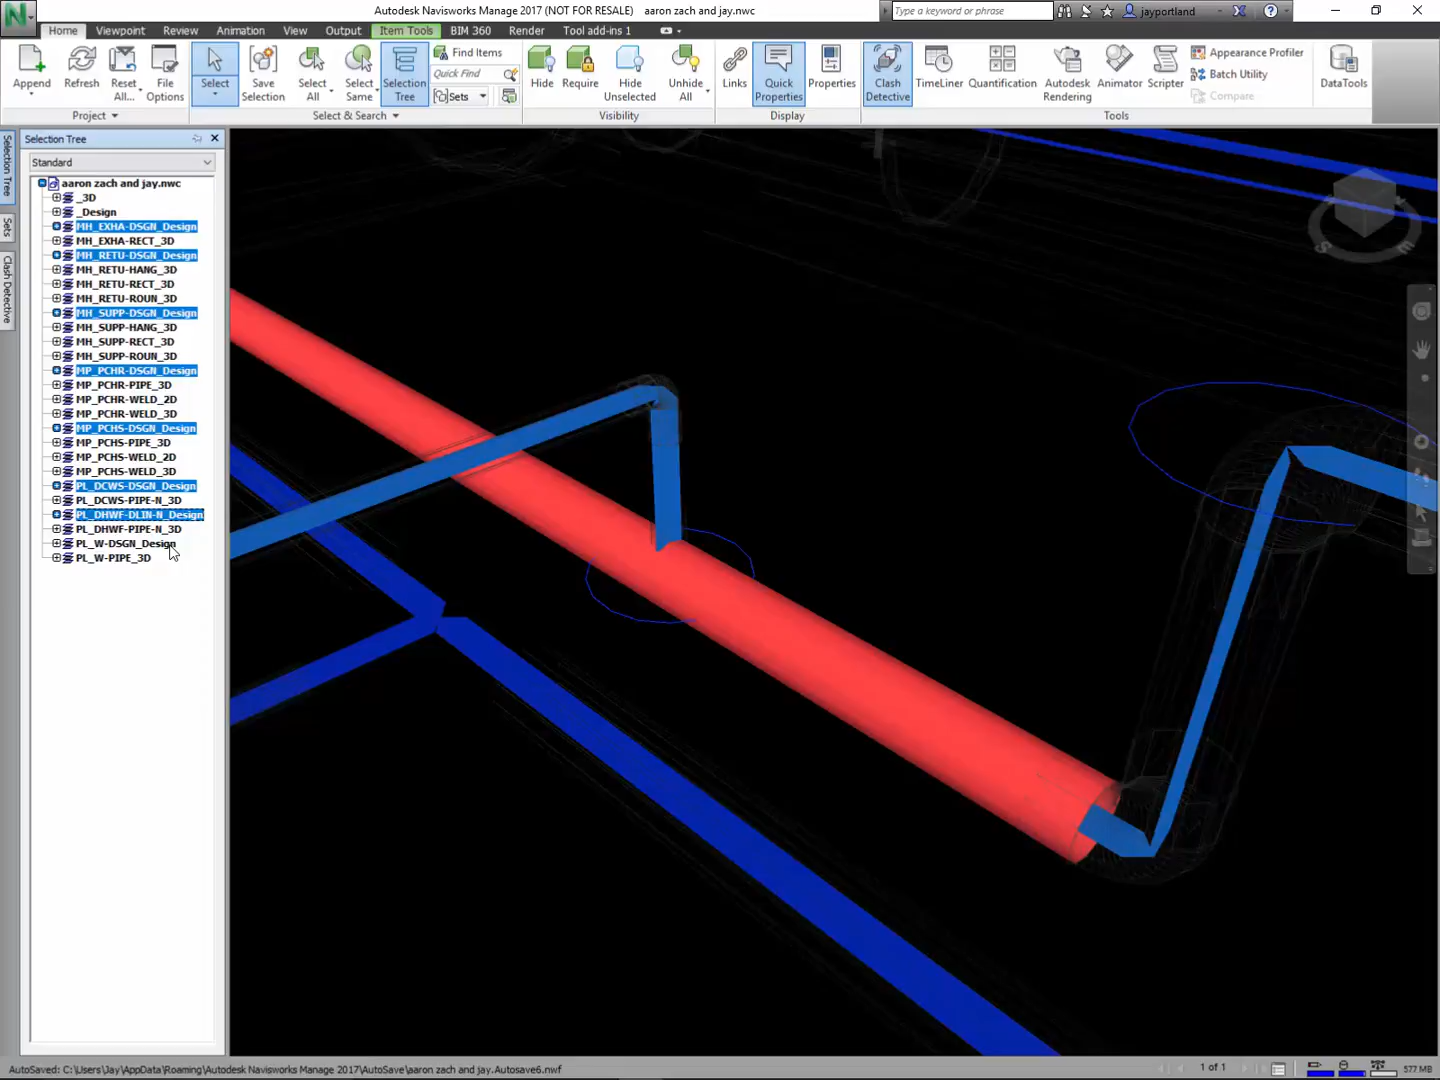 Autodesk Navisworks Manage 2017 (NOT FOR RESALE) aaron zach and jay.nwc
Type a keyword or phrase
jayportland
Home Viewpoint Review Animation View Output Item Tools BIM 360 Render Tool add-ins 1
Append
Refresh
Reset All...
File Options
Select
Save Selection
Select All
Select Same
Selection Tree
Find Items
Quick Find
Sets
Hide
Require
Hide Unselected
Unhide All
Links
Quick Properties
Properties
Clash Detective
TimeLiner
Quantification
Autodesk Rendering
Animator
Scripter
Appearance Profiler
Batch Utility
Compare
DataTools
Project
Select & Search
Visibility
Display
Tools
Selection Tree
Selection Tree
Sets
Clash Detective
Standard
aaron zach and jay.nwc
_3D
_Design
MH_EXHA-DSGN_Design
MH_EXHA-RECT_3D
MH_RETU-DSGN_Design
MH_RETU-HANG_3D
MH_RETU-RECT_3D
MH_RETU-ROUN_3D
MH_SUPP-DSGN_Design
MH_SUPP-HANG_3D
MH_SUPP-RECT_3D
MH_SUPP-ROUN_3D
MP_PCHR-DSGN_Design
MP_PCHR-PIPE_3D
MP_PCHR-WELD_2D
MP_PCHR-WELD_3D
MP_PCHS-DSGN_Design
MP_PCHS-PIPE_3D
MP_PCHS-WELD_2D
MP_PCHS-WELD_3D
PL_DCWS-DSGN_Design
PL_DCWS-PIPE-N_3D
PL_DHWF-DLIN-N_Design
PL_DHWF-PIPE-N_3D
PL_W-DSGN_Design
PL_W-PIPE_3D
S
E
AutoSaved: C:\Users\Jay\AppData\Roaming\Autodesk Navisworks Manage 2017\AutoSave\aaron zach and jay.Autosave6.nwf
1 of 1
577 MB